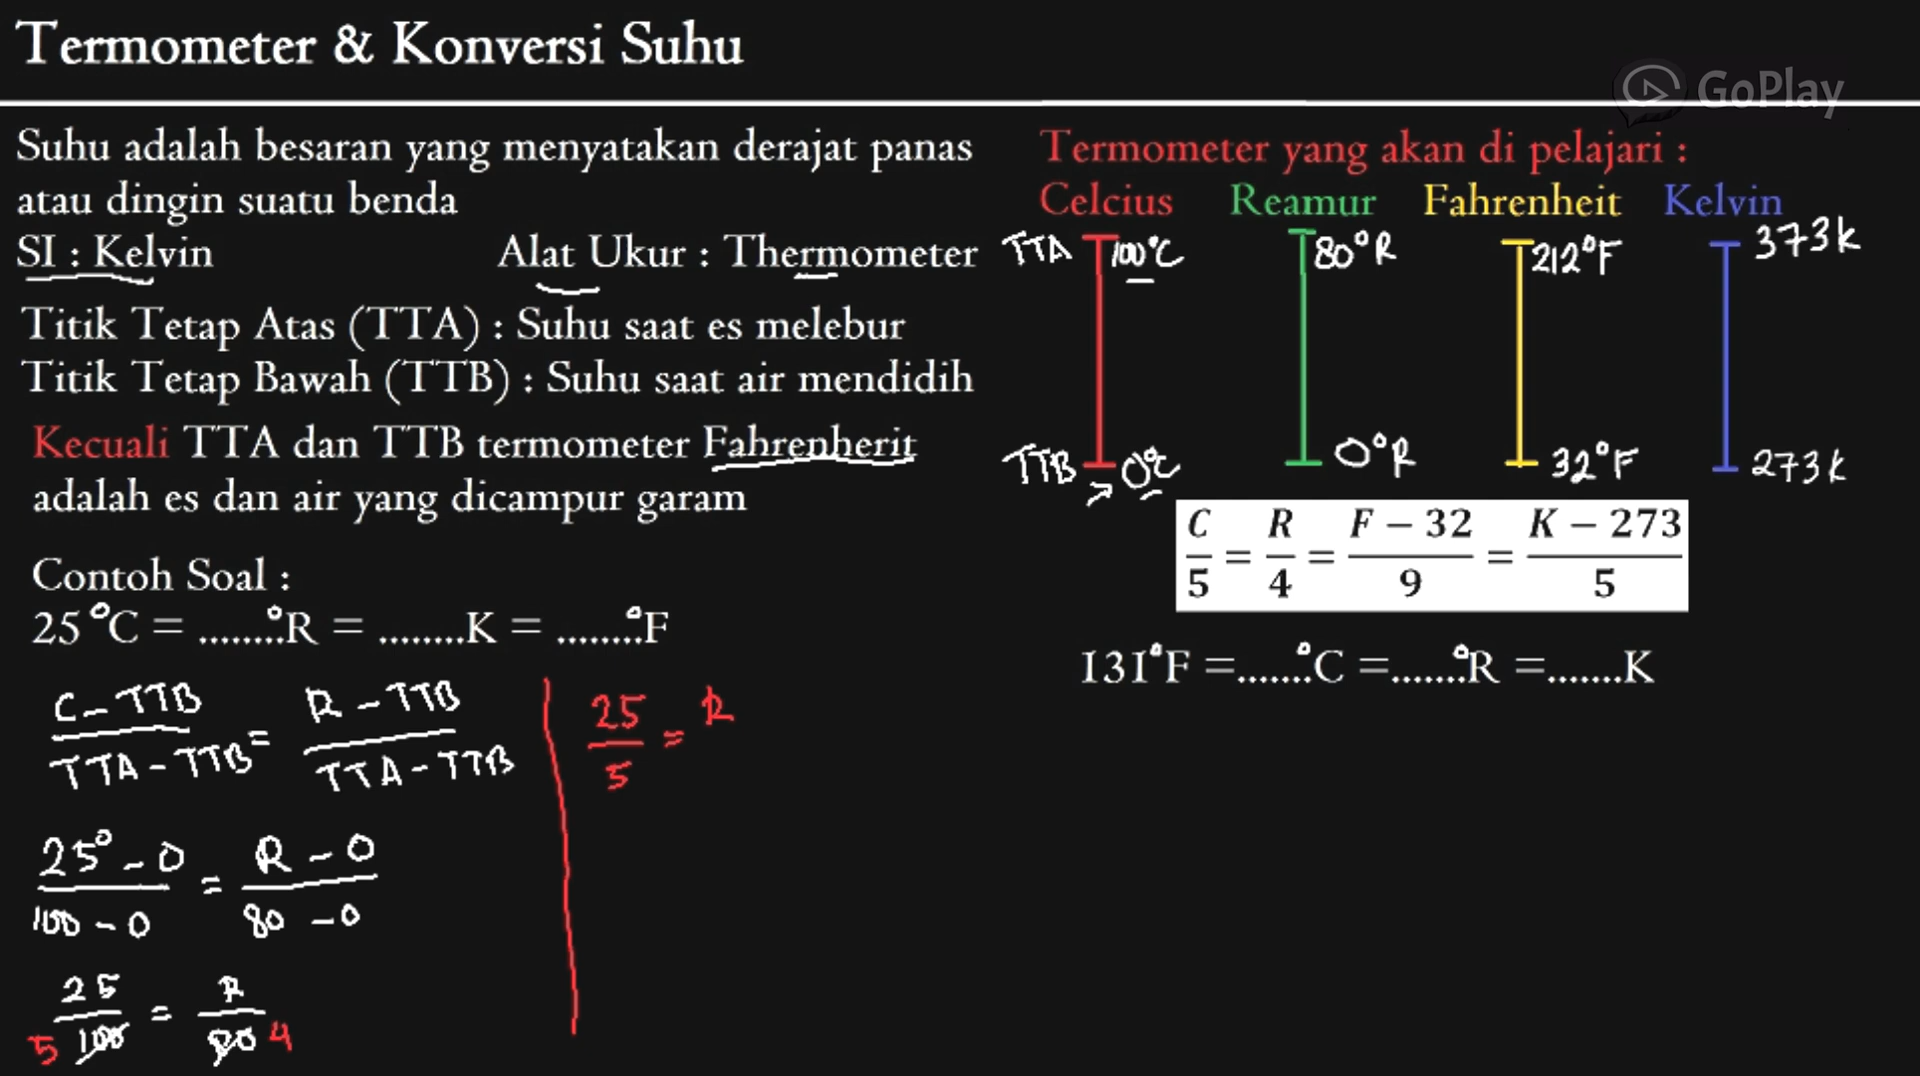 Termometer & Konversi Suhu
GoPlay
Suhu adalah besaran yang menyatakan derajat panas
atau dingin suatu benda
SI : Kelvin Alat Ukur : Thermometer
Titik Tetap Atas (TTA) : Suhu saat es melebur
Titik Tetap Bawah (TTB) : Suhu saat air mendidih
Kecuali TTA dan TTB termometer Fahrenherit
adalah es dan air yang dicampur garam
Contoh Soal :
25°C = ........°R = ........K = ........°F
C - TTB / TTA - TTB = R - TTB / TTA - TTB
25° - 0 / 100 - 0 = R - 0 / 80 - 0
25 / 100 = R / 80
5 4
25 / 5 = R
Termometer yang akan di pelajari :
Celcius Reamur Fahrenheit Kelvin
TTA 100°C 80°R 212°F 373K
TTB 0°C 0°R 32°F 273K
C / 5 = R / 4 = F − 32 / 9 = K − 273 / 5
131°F =.......°C =.......°R =.......K